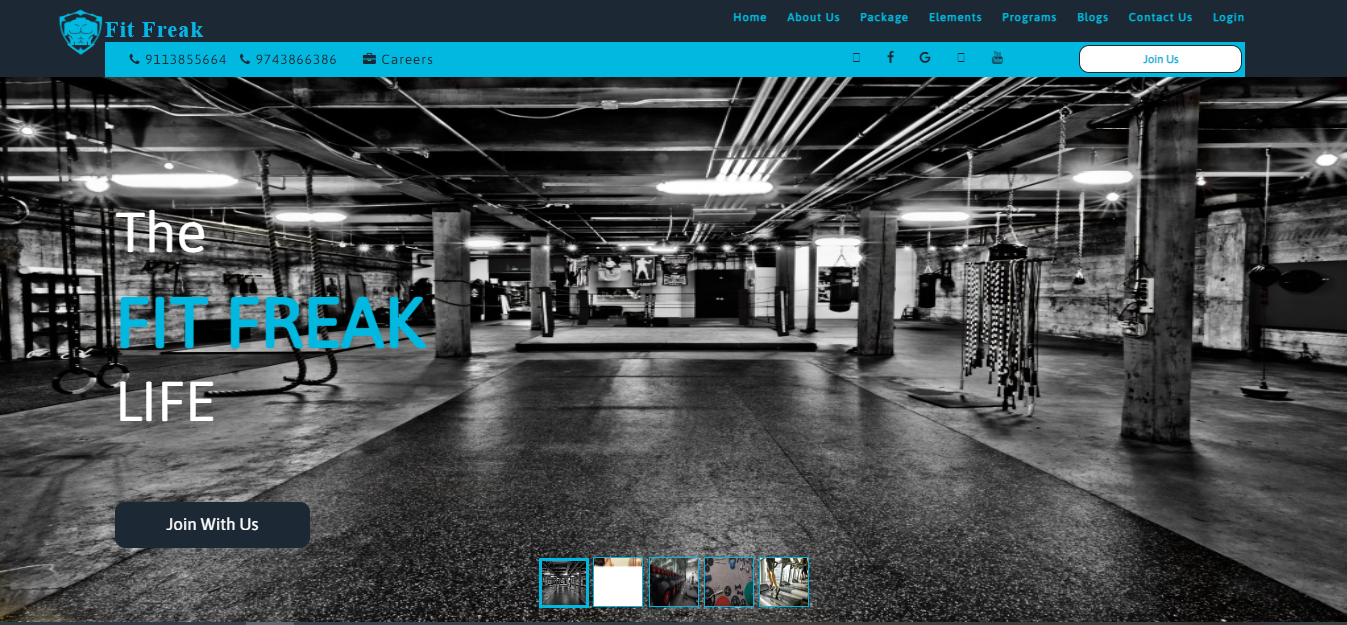 Fit Freak
Home About Us Package Elements Programs Blogs Contact Us Login
9113855664 9743866386 Careers
Join Us
The
FIT FREAK
LIFE
Join With Us